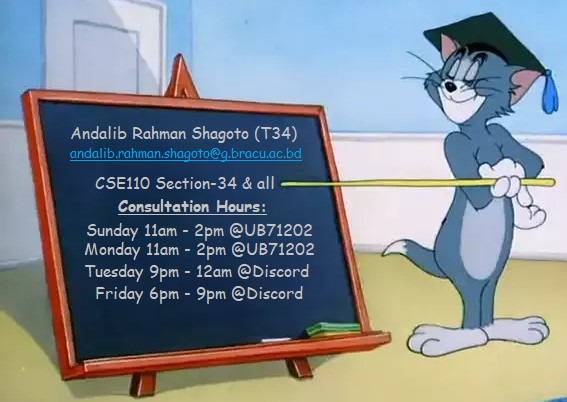 Andalib Rahman Shagoto (T34)
andalib.rahman.shagoto@g.bracu.ac.bd
CSE110 Section-34 & all
Consultation Hours:
Sunday 11am - 2pm @UB71202
Monday 11am - 2pm @UB71202
Tuesday 9pm - 12am @Discord
Friday 6pm - 9pm @Discord